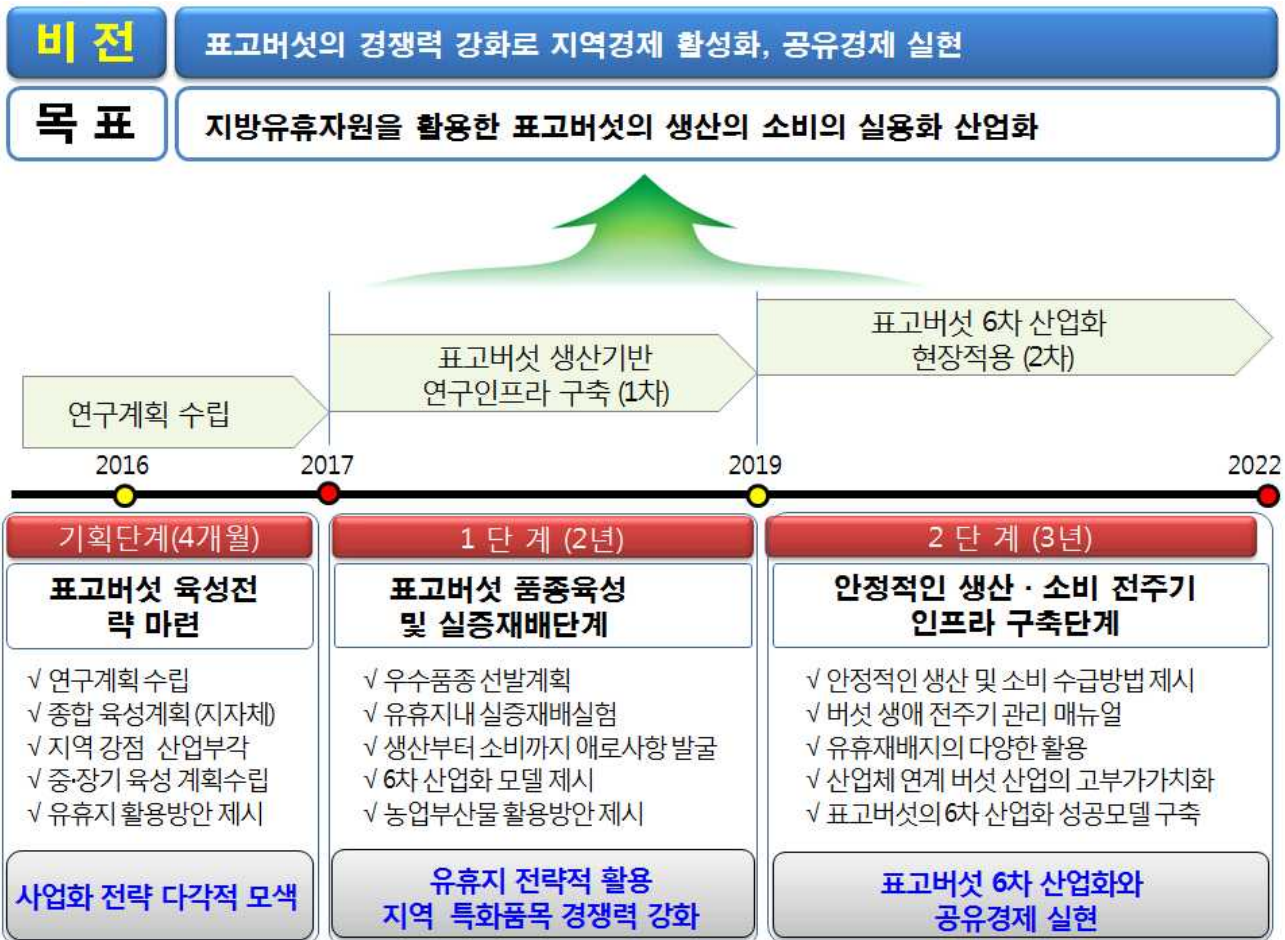 비 전
표고버섯의 경쟁력 강화로 지역경제 활성화, 공유경제 실현
목 표
지방유휴자원을 활용한 표고버섯의 생산의 소비의 실용화 산업화
연구계획 수립
표고버섯 생산기반
연구인프라 구축 (1차)
표고버섯 6차 산업화
현장적용 (2차)
2016
2017
2019
2022
기획단계(4개월)
표고버섯 육성전
략 마련
√ 연구계획 수립
√ 종합 육성계획(지자체)
√ 지역 강점 산업부각
√ 중·장기 육성 계획수립
√ 유휴지 활용방안 제시
사업화 전략 다각적 모색
1 단 계 (2년)
표고버섯 품종육성
및 실증재배단계
√ 우수품종 선발계획
√ 유휴지내 실증재배실험
√ 생산부터 소비까지 애로사항 발굴
√ 6차 산업화 모델 제시
√ 농업부산물 활용방안 제시
유휴지 전략적 활용
지역 특화품목 경쟁력 강화
2 단 계 (3년)
안정적인 생산 · 소비 전주기
인프라 구축단계
√ 안정적인 생산 및 소비 수급방법 제시
√ 버섯 생애 전주기 관리 매뉴얼
√ 유휴재배지의 다양한 활용
√ 산업체 연계 버섯 산업의 고부가가치화
√ 표고버섯의 6차 산업화 성공모델 구축
표고버섯 6차 산업화와
공유경제 실현